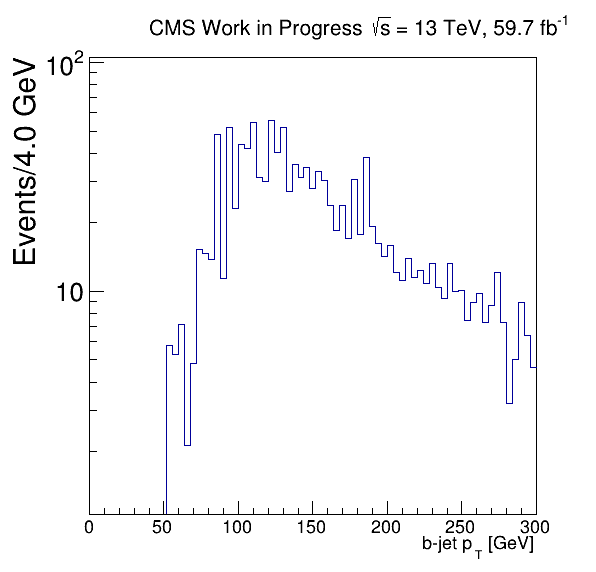 CMS Work in Progress √s = 13 TeV, 59.7 fb⁻¹
Events/4.0 GeV
10²
10
0 50 100 150 200 250 300
b-jet p_T [GeV]